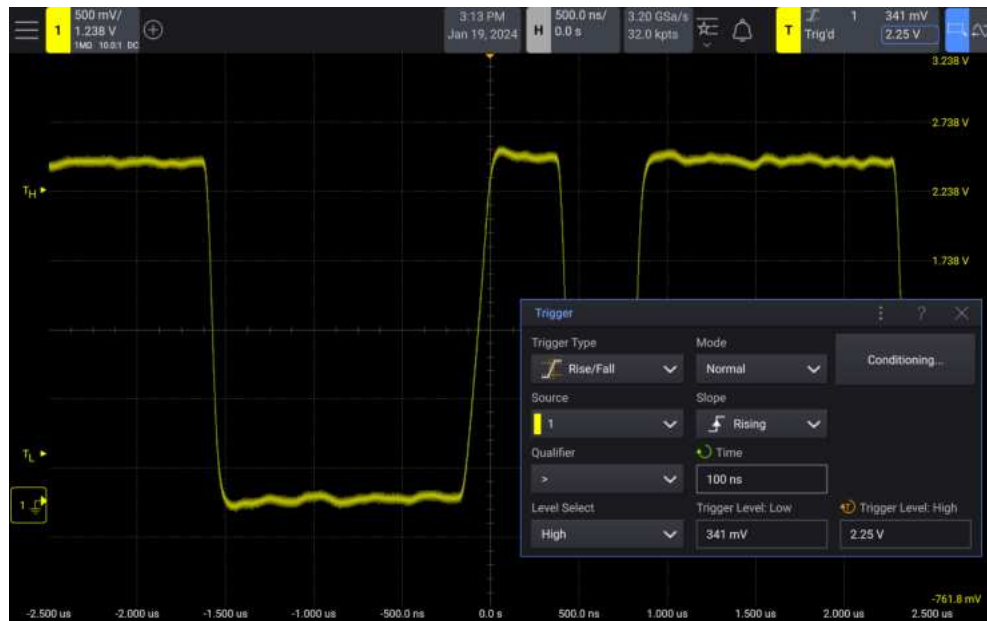 1
500 mV/
1.238 V
1MΩ 10.0:1 DC
3:13 PM
Jan 19, 2024
H
500.0 ns/
0.0 s
3.20 GSa/s
32.0 kpts
T
Trig'd
1
341 mV
2.25 V
3.238 V
2.738 V
TH
2.238 V
1.738 V
Trigger
?
Trigger Type
Mode
Rise/Fall
Normal
Conditioning...
Source
Slope
1
Rising
TL
Qualifier
Time
>
100 ns
1
Level Select
Trigger Level: Low
Trigger Level: High
High
341 mV
2.25 V
-761.8 mV
-2.500 us
-2.000 us
-1.500 us
-1.000 us
-500.0 ns
0.0 s
500.0 ns
1.000 us
1.500 us
2.000 us
2.500 us